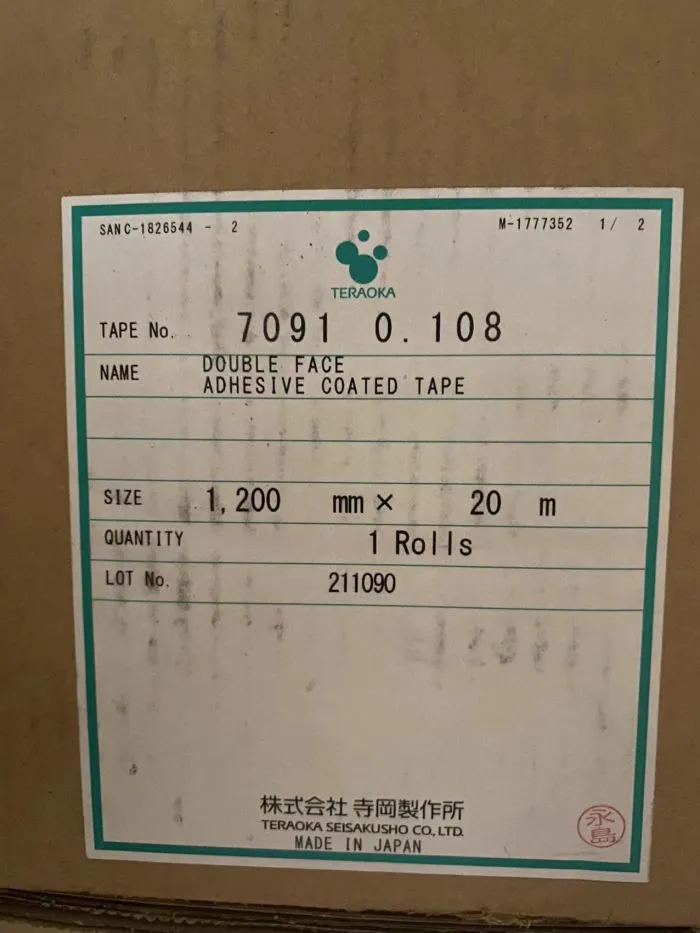 SANC-1826544 - 2
M-1777352 1/ 2
TERAOKA
TAPE No. 7091 0.108
NAME DOUBLE FACE
ADHESIVE COATED TAPE
SIZE 1,200 mm × 20 m
QUANTITY 1 Rolls
LOT No. 211090
株式会社 寺岡製作所
TERAOKA SEISAKUSHO CO., LTD.
MADE IN JAPAN
永島